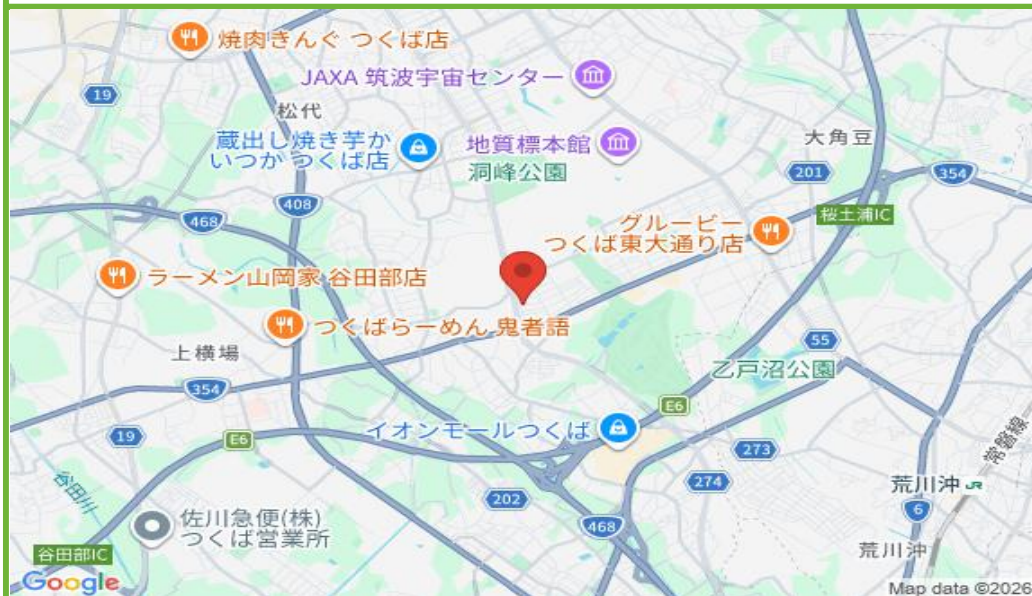 焼肉きんぐ つくば店
JAXA 筑波宇宙センター
19
松代
蔵出し焼き芋か
いつか つくば店
地質標本館
洞峰公園
大角豆
201
354
408
468
グルービー
つくば東大通り店
桜土浦IC
ラーメン山岡家 谷田部店
つくばらーめん 鬼者語
上横場
55
乙戸沼公園
354
E6
19
E6
イオンモールつくば
273
常磐線
谷田川
202
274
荒川沖 JR
468
6
佐川急便(株)
つくば営業所
谷田部IC
荒川沖
Google
Map data ©2026